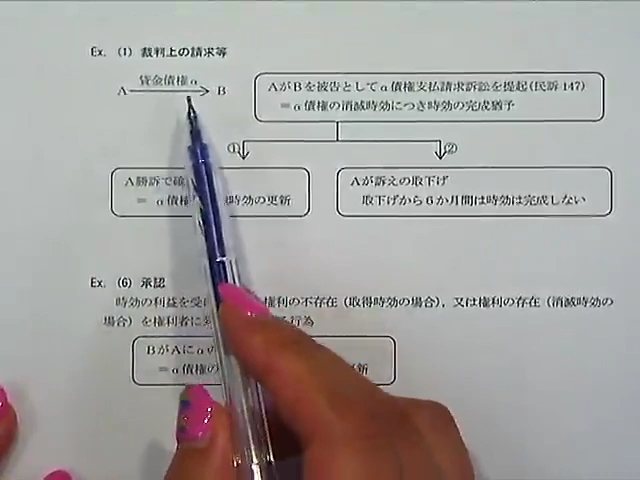 Ex. (1) 裁判上の請求等
貸金債権α
A B
AがBを被告としてα債権支払請求訴訟を提起(民訴147)
= α債権の消滅時効につき時効の完成猶予
① ②
A勝訴で確
= α債権 時効の更新
Aが訴えの取下げ
取下げから6か月間は時効は完成しない
Ex. (6) 承認
時効の利益を受け 権利の不存在(取得時効の場合), 又は権利の存在(消滅時効の
場合)を権利者に 行為
BがAにαの
= α債権の 更新